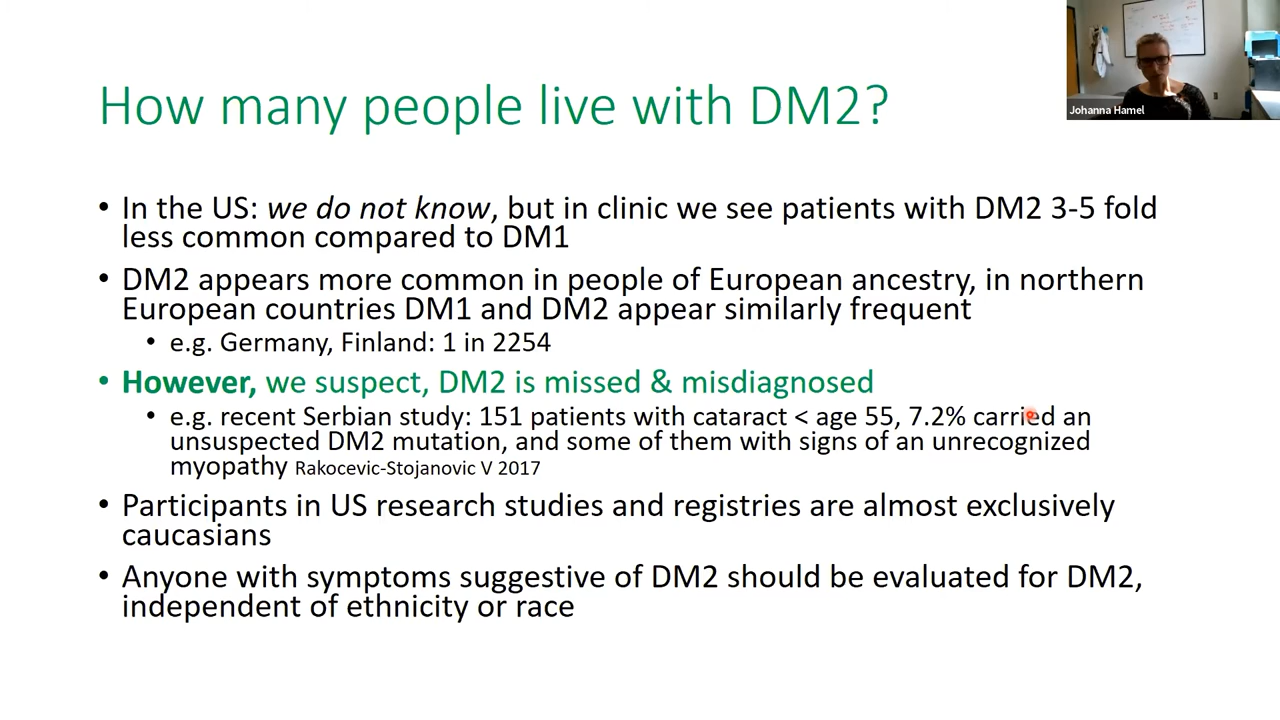 Johanna Hamel
How many people live with DM2?
• In the US: we do not know, but in clinic we see patients with DM2 3-5 fold
less common compared to DM1
• DM2 appears more common in people of European ancestry, in northern
European countries DM1 and DM2 appear similarly frequent
• e.g. Germany, Finland: 1 in 2254
• However, we suspect, DM2 is missed & misdiagnosed
• e.g. recent Serbian study: 151 patients with cataract < age 55, 7.2% carried an
unsuspected DM2 mutation, and some of them with signs of an unrecognized
myopathy Rakocevic-Stojanovic V 2017
• Participants in US research studies and registries are almost exclusively
caucasians
• Anyone with symptoms suggestive of DM2 should be evaluated for DM2,
independent of ethnicity or race